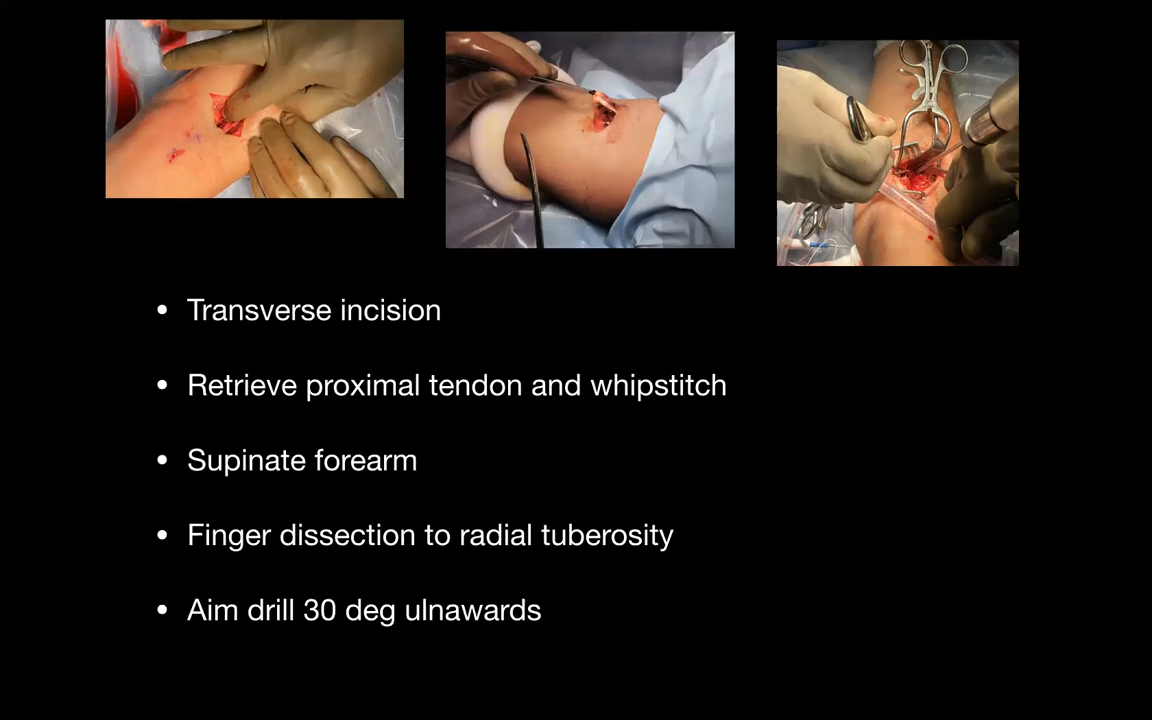 • Transverse incision
• Retrieve proximal tendon and whipstitch
• Supinate forearm
• Finger dissection to radial tuberosity
• Aim drill 30 deg ulnawards